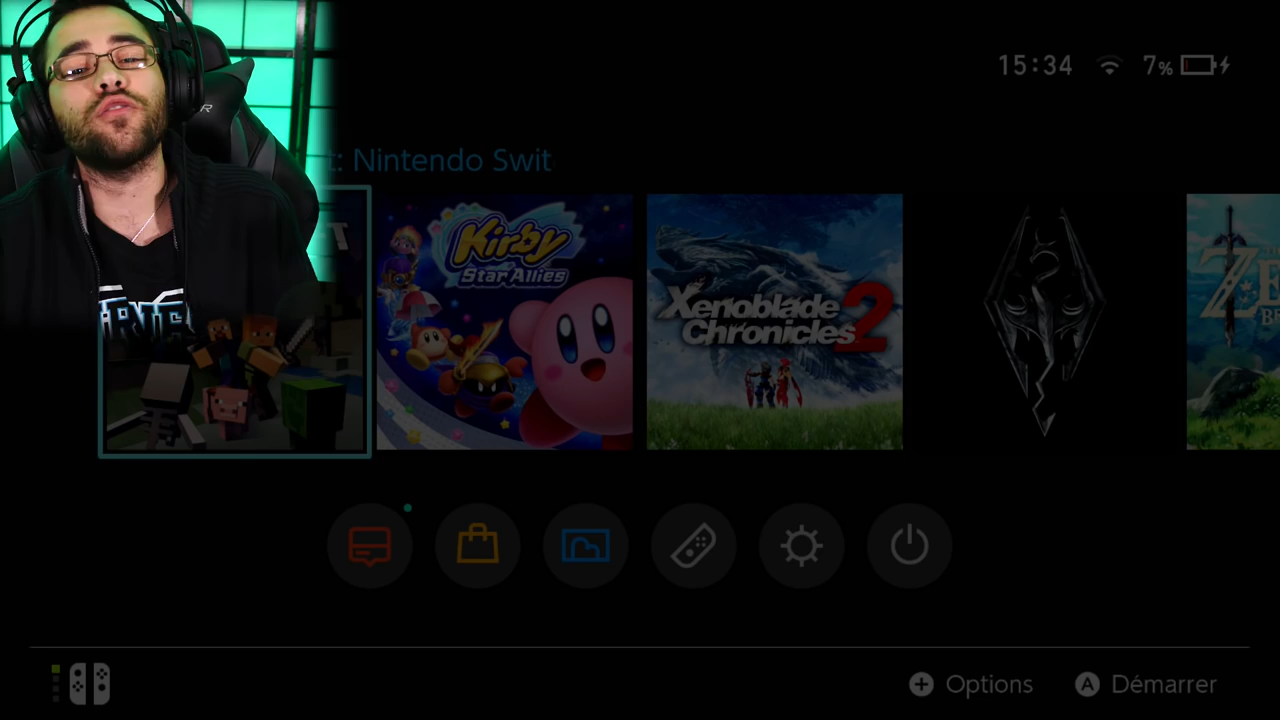 15:34 7%
t: Nintendo Swit
Kirby
Star Allies
Xenoblade
Chronicles 2
Options
A Démarrer